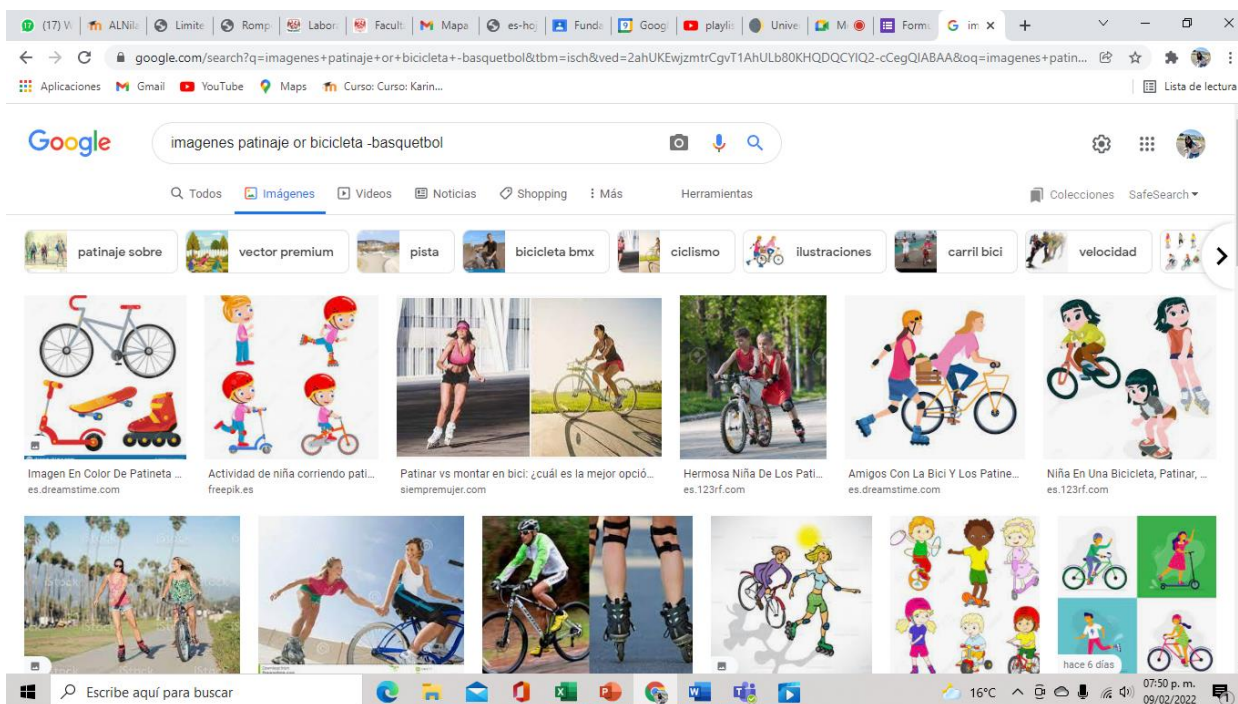 (17) W ALNila Limite Romp Labor Facult Mapa es-hoj Funda Googl playlis Unive M Formu im
google.com/search?q=imagenes+patinaje+or+bicicleta+-basquetbol&tbm=isch&ved=2ahUKEwjzmtrCgvT1AhULb80KHQDQCYIQ2-cCegQIABAA&oq=imagenes+patin...
Aplicaciones Gmail YouTube Maps Curso: Curso: Karin... Lista de lectura
Google imagenes patinaje or bicicleta -basquetbol
Todos Imágenes Videos Noticias Shopping Más Herramientas Colecciones SafeSearch
patinaje sobre vector premium pista bicicleta bmx ciclismo ilustraciones carril bici velocidad
Imagen En Color De Patineta ... Actividad de niña corriendo pati... Patinar vs montar en bici: ¿cuál es la mejor opció... Hermosa Niña De Los Pati... Amigos Con La Bici Y Los Patine... Niña En Una Bicicleta, Patinar, ...
es.dreamstime.com freepik.es siempremujer.com es.123rf.com es.dreamstime.com es.123rf.com
hace 6 días
Escribe aquí para buscar 16°C 07:50 p. m.
09/02/2022